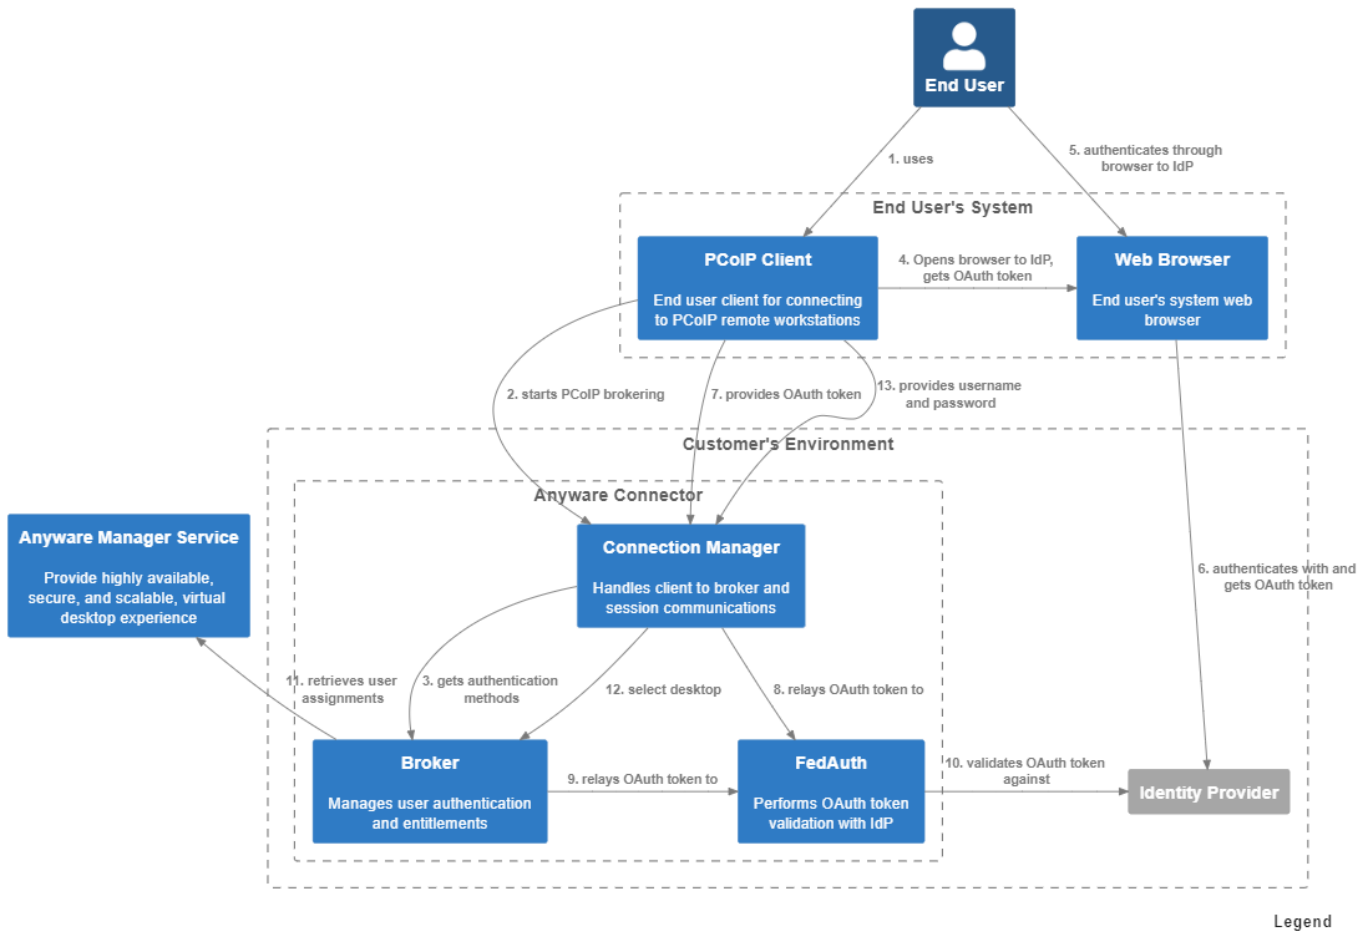 End User
1. uses
5. authenticates through
browser to IdP
End User's System
PCoIP Client
End user client for connecting
to PCoIP remote workstations
4. Opens browser to IdP,
gets OAuth token
Web Browser
End user's system web
browser
2. starts PCoIP brokering
7. provides OAuth token
13. provides username
and password
Customer's Environment
Anyware Connector
Connection Manager
Handles client to broker and
session communications
Anyware Manager Service
Provide highly available,
secure, and scalable, virtual
desktop experience
6. authenticates with and
gets OAuth token
11. retrieves user
assignments
3. gets authentication
methods
12. select desktop
8. relays OAuth token to
Broker
Manages user authentication
and entitlements
9. relays OAuth token to
FedAuth
Performs OAuth token
validation with IdP
10. validates OAuth token
against
Identity Provider
Legend